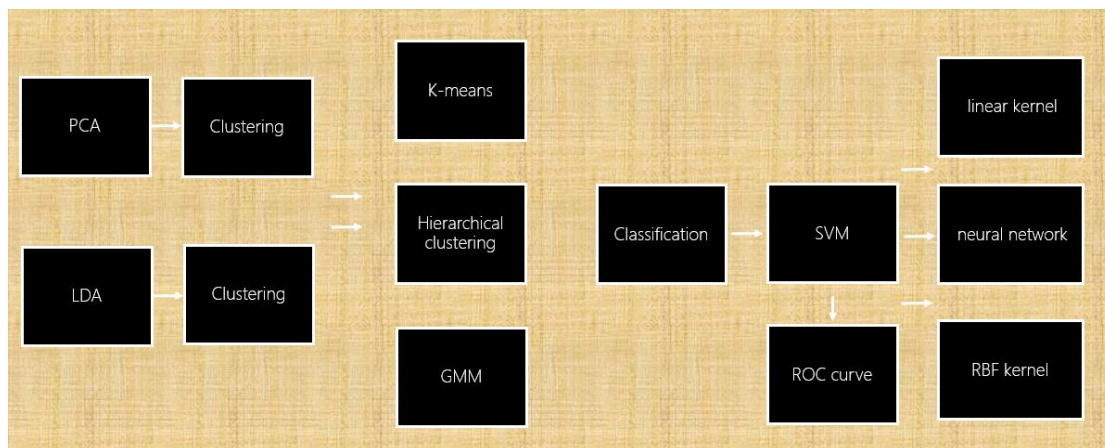 PCA
Clustering
LDA
Clustering
K-means
Hierarchical
clustering
GMM
Classification
SVM
ROC curve
linear kernel
neural network
RBF kernel